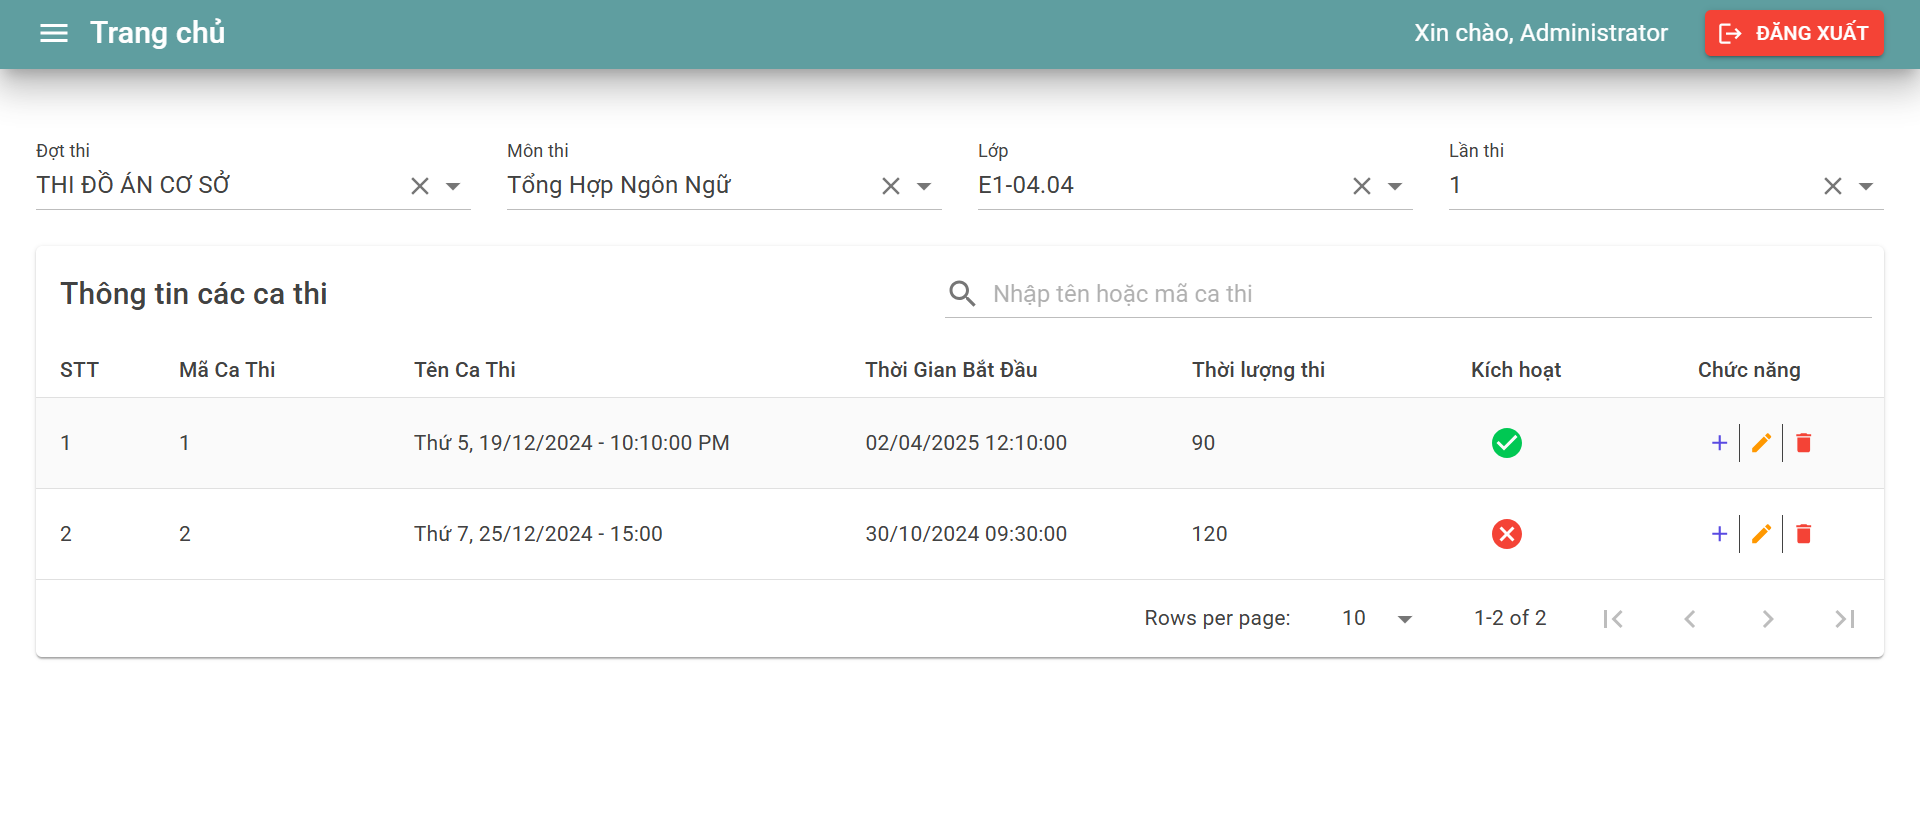 Trang chủ
Xin chào, Administrator
ĐĂNG XUẤT
Đợt thi
Môn thi
Lớp
Lần thi
THI ĐỒ ÁN CƠ SỞ
Tổng Hợp Ngôn Ngữ
E1-04.04
1
Thông tin các ca thi
Nhập tên hoặc mã ca thi
STT Mã Ca Thi Tên Ca Thi Thời Gian Bắt Đầu Thời lượng thi Kích hoạt Chức năng
1 1 Thứ 5, 19/12/2024 - 10:10:00 PM 02/04/2025 12:10:00 90
2 2 Thứ 7, 25/12/2024 - 15:00 30/10/2024 09:30:00 120
Rows per page: 10 1-2 of 2